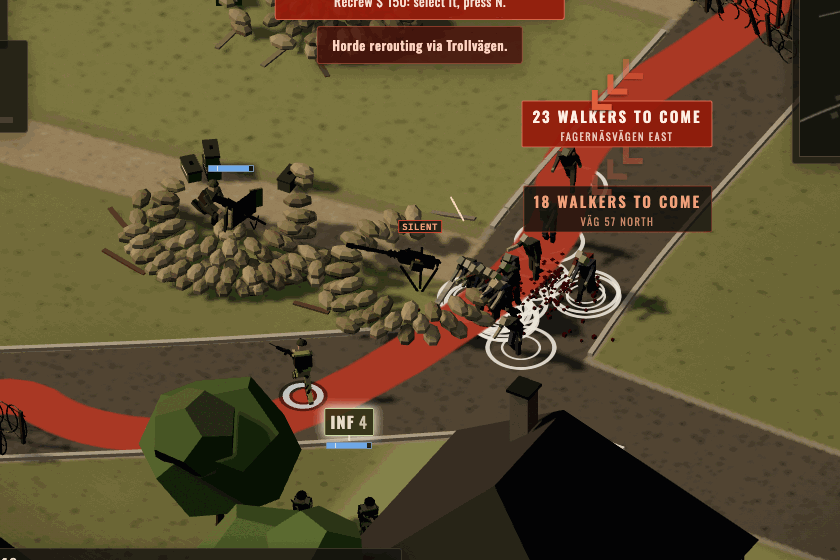 Recrew S 150: select it, press N.
Horde rerouting via Trollvägen.
23 WALKERS TO COME
FAGERNÄSVÄGEN EAST
18 WALKERS TO COME
VÄG 57 NORTH
SILENT
INF 4